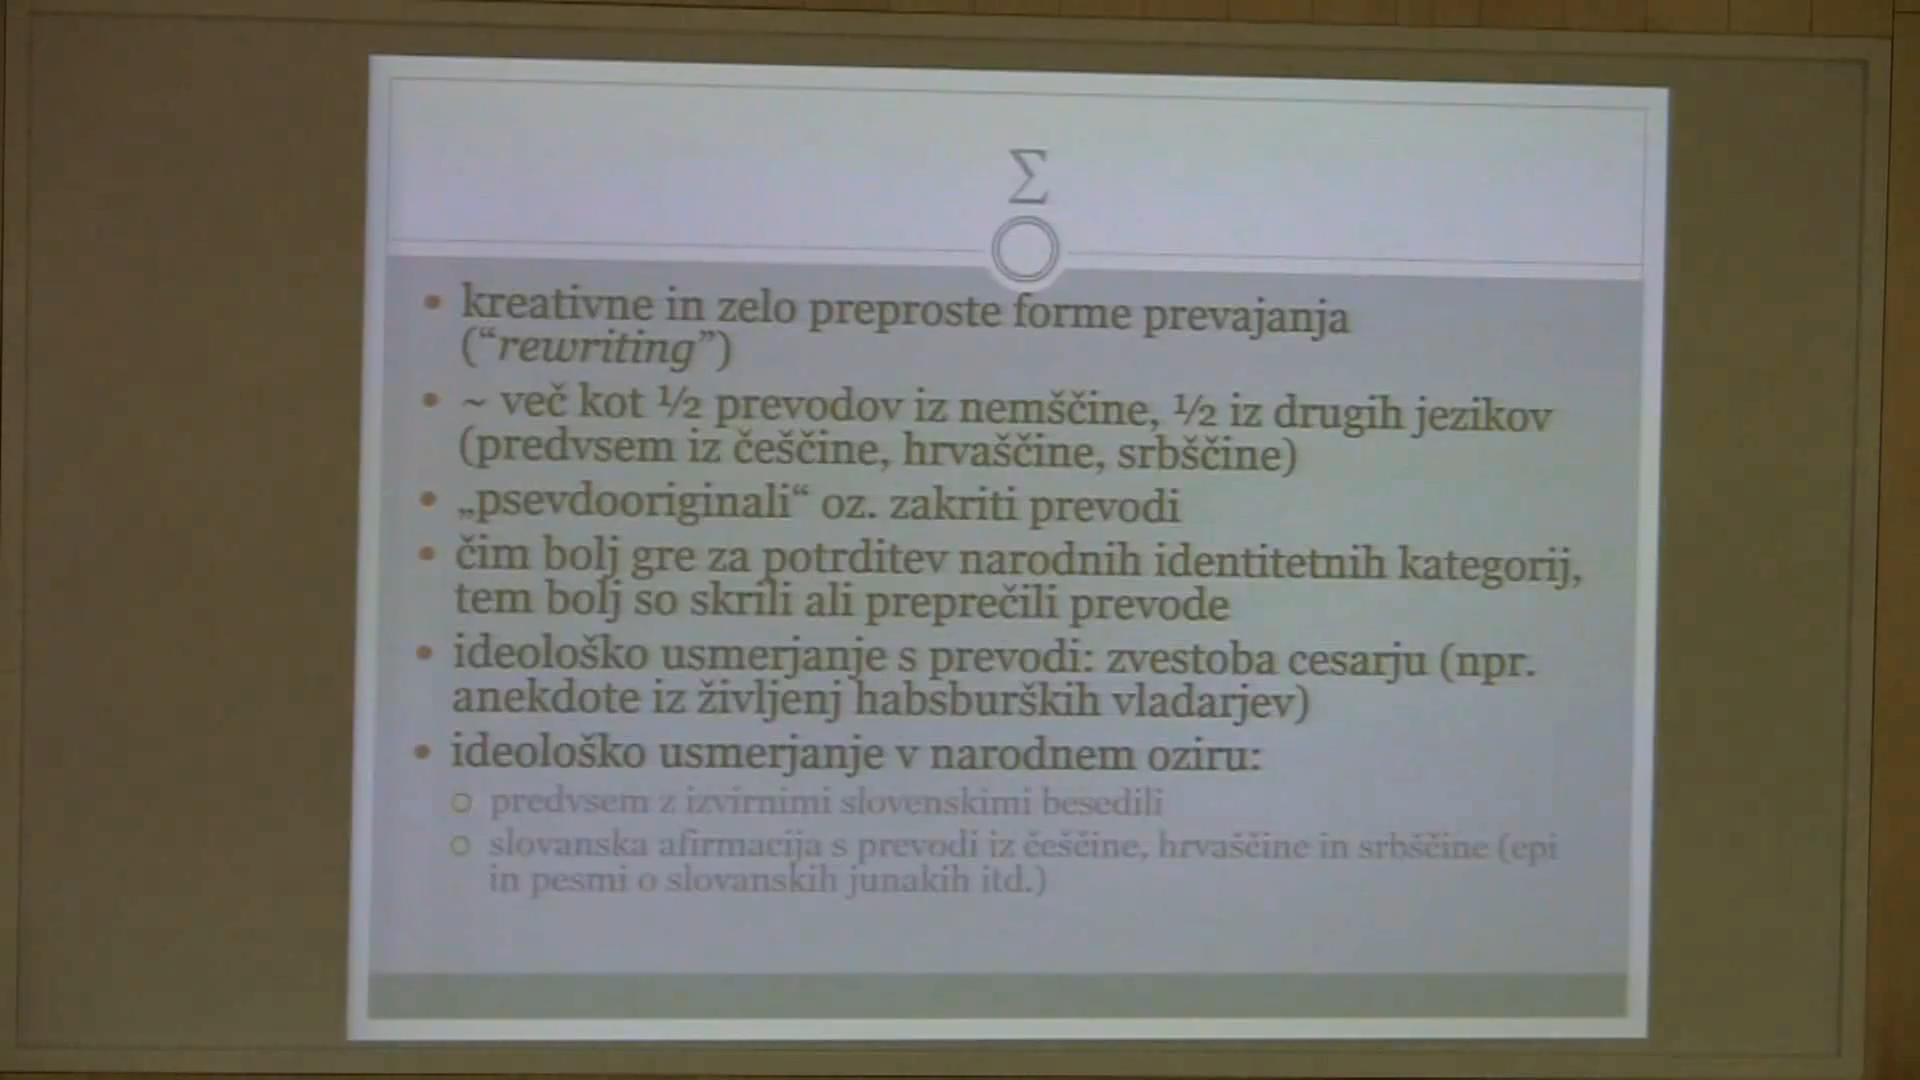 Σ
kreativne in zelo preproste forme prevajanja
(“rewriting”)
~ več kot ½ prevodov iz nemščine, ½ iz drugih jezikov
(predvsem iz češčine, hrvaščine, srbščine)
„psevdooriginali“ oz. zakriti prevodi
čim bolj gre za potrditev narodnih identitetnih kategorij,
tem bolj so skrili ali preprečili prevode
ideološko usmerjanje s prevodi: zvestoba cesarju (npr.
anekdote iz življenj habsburških vladarjev)
ideološko usmerjanje v narodnem oziru:
predvsem z izvirnimi slovenskimi besedili
slovanska afirmacija s prevodi iz češčine, hrvaščine in srbščine (epi
in pesmi o slovanskih junakih itd.)